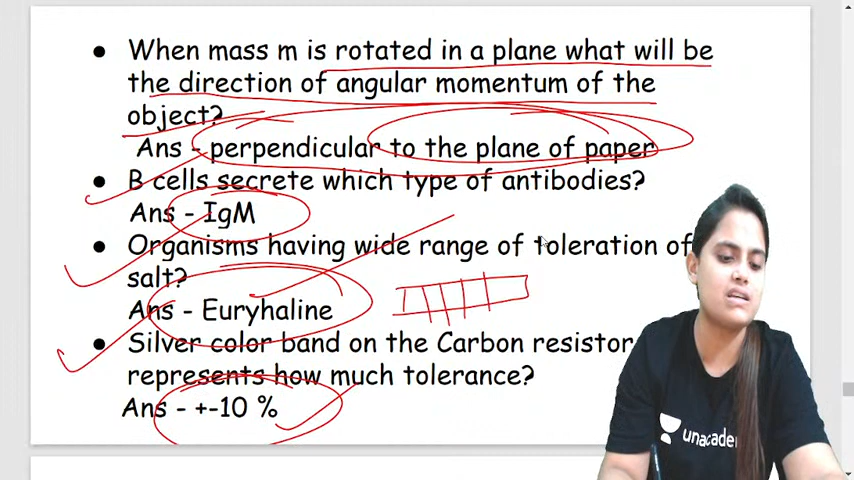 ● When mass m is rotated in a plane what will be
the direction of angular momentum of the
object?
Ans - perpendicular to the plane of paper
● B cells secrete which type of antibodies?
Ans - IgM
● Organisms having wide range of toleration of
salt?
Ans - Euryhaline
● Silver color band on the Carbon resistor
represents how much tolerance?
Ans - +-10 %
unacade